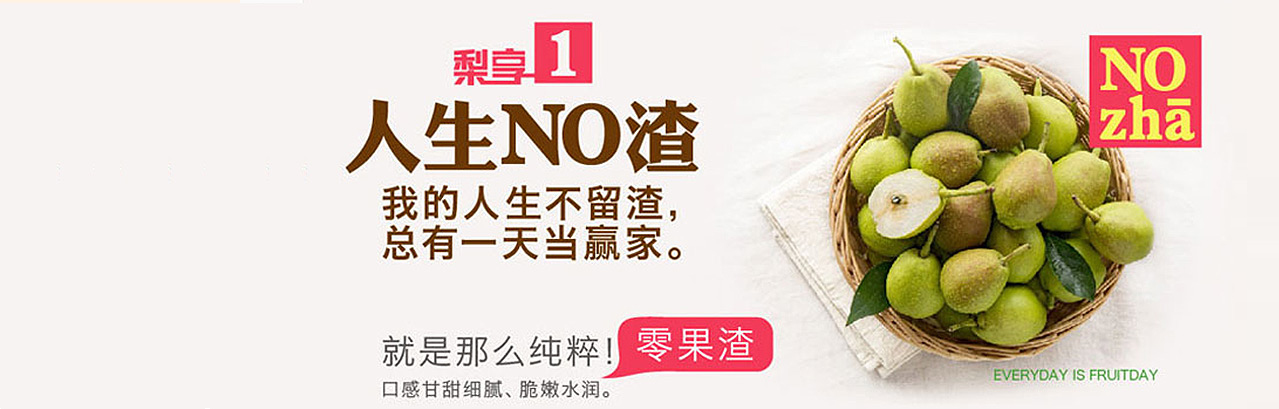 梨享1
人生NO渣
我的人生不留渣，
总有一天当赢家。
就是那么纯粹！
零果渣
口感甘甜细腻、脆嫩水润。
NO
zhā
EVERYDAY IS FRUITDAY